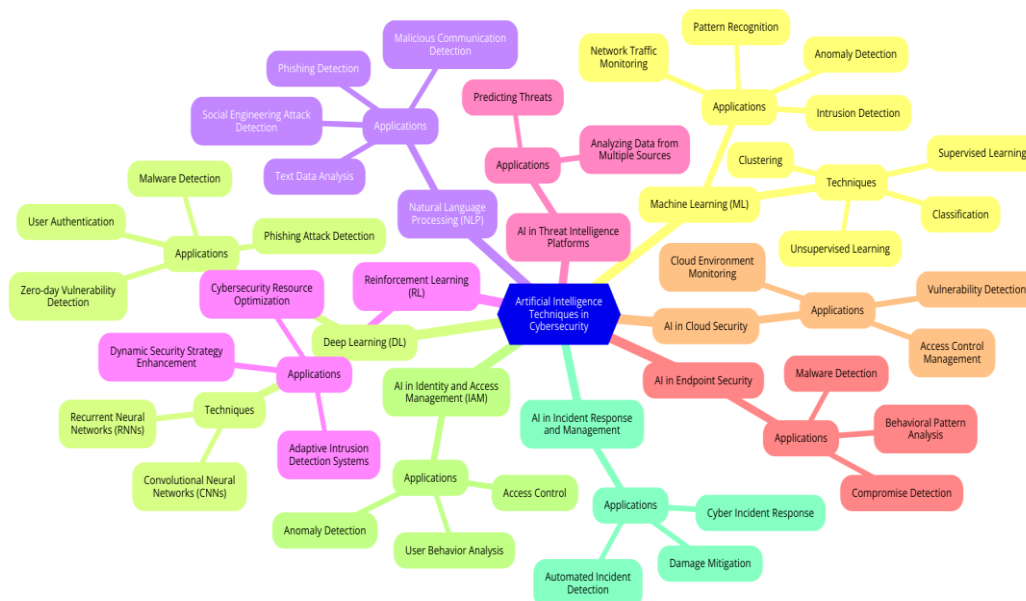 Malicious Communication
Detection
Phishing Detection
Social Engineering Attack
Detection
Applications
Text Data Analysis
Natural Language
Processing (NLP)
Pattern Recognition
Network Traffic
Monitoring
Anomaly Detection
Applications
Intrusion Detection
Predicting Threats
Analyzing Data from
Multiple Sources
Applications
AI in Threat Intelligence
Platforms
Clustering
Supervised Learning
Techniques
Machine Learning (ML)
Classification
Unsupervised Learning
Malware Detection
User Authentication
Phishing Attack Detection
Applications
Zero-day Vulnerability
Detection
Cybersecurity Resource
Optimization
Reinforcement Learning
(RL)
Artificial Intelligence
Techniques in
Cybersecurity
Cloud Environment
Monitoring
Vulnerability Detection
Applications
AI in Cloud Security
Access Control
Management
Deep Learning (DL)
Dynamic Security Strategy
Enhancement
Applications
Techniques
Recurrent Neural
Networks (RNNs)
Convolutional Neural
Networks (CNNs)
Adaptive Intrusion
Detection Systems
AI in Identity and Access
Management (IAM)
Applications
Access Control
Anomaly Detection
User Behavior Analysis
AI in Incident Response
and Management
Applications
Cyber Incident Response
Damage Mitigation
Automated Incident
Detection
AI in Endpoint Security
Malware Detection
Applications
Behavioral Pattern
Analysis
Compromise Detection